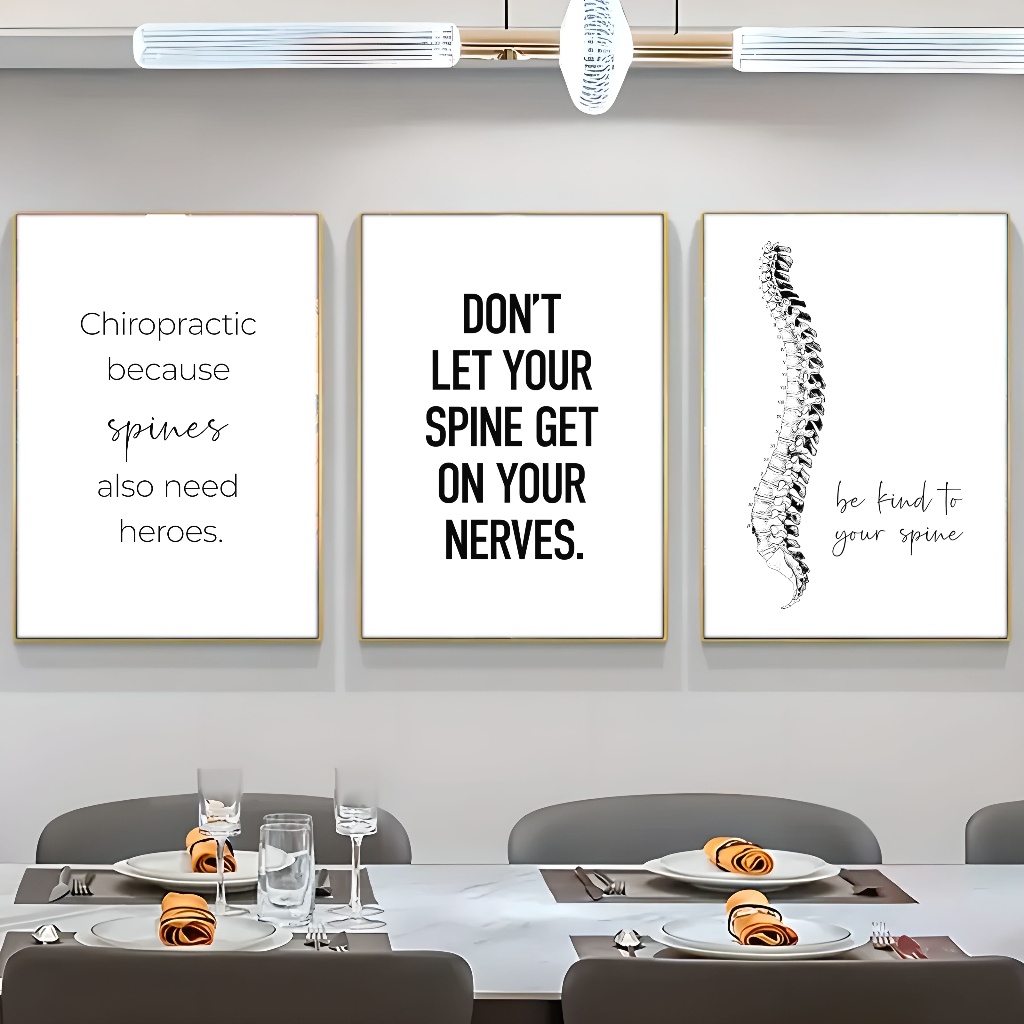 Chiropractic
because
spines
also need
heroes.
DON'T
LET YOUR
SPINE GET
ON YOUR
NERVES.
be kind to
your spine